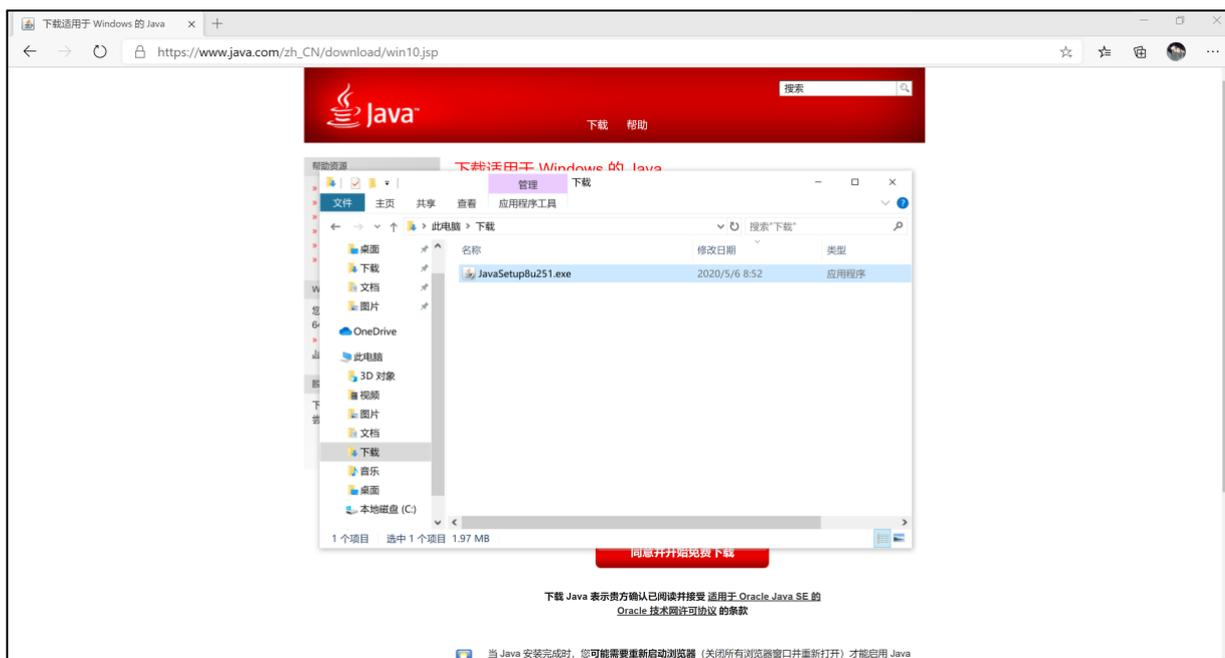 下载适用于 Windows 的 Java
https://www.java.com/zh_CN/download/win10.jsp
搜索
Java
下载 帮助
帮助资源
下载适用于 Windows 的 Java
管理 下载
文件 主页 共享 查看 应用程序工具
此电脑 下载 搜索"下载"
桌面
下载
文档
图片
OneDrive
此电脑
3D 对象
视频
图片
文档
下载
音乐
桌面
本地磁盘 (C:)
名称 修改日期 类型
JavaSetup8u251.exe 2020/5/6 8:52 应用程序
1 个项目 选中 1 个项目 1.97 MB
同意并开始免费下载
下载 Java 表示贵方确认已阅读并接受 适用于 Oracle Java SE 的
Oracle 技术网许可协议 的条款
当 Java 安装完成时，您可能需要重新启动浏览器（关闭所有浏览器窗口并重新打开）才能启用 Java